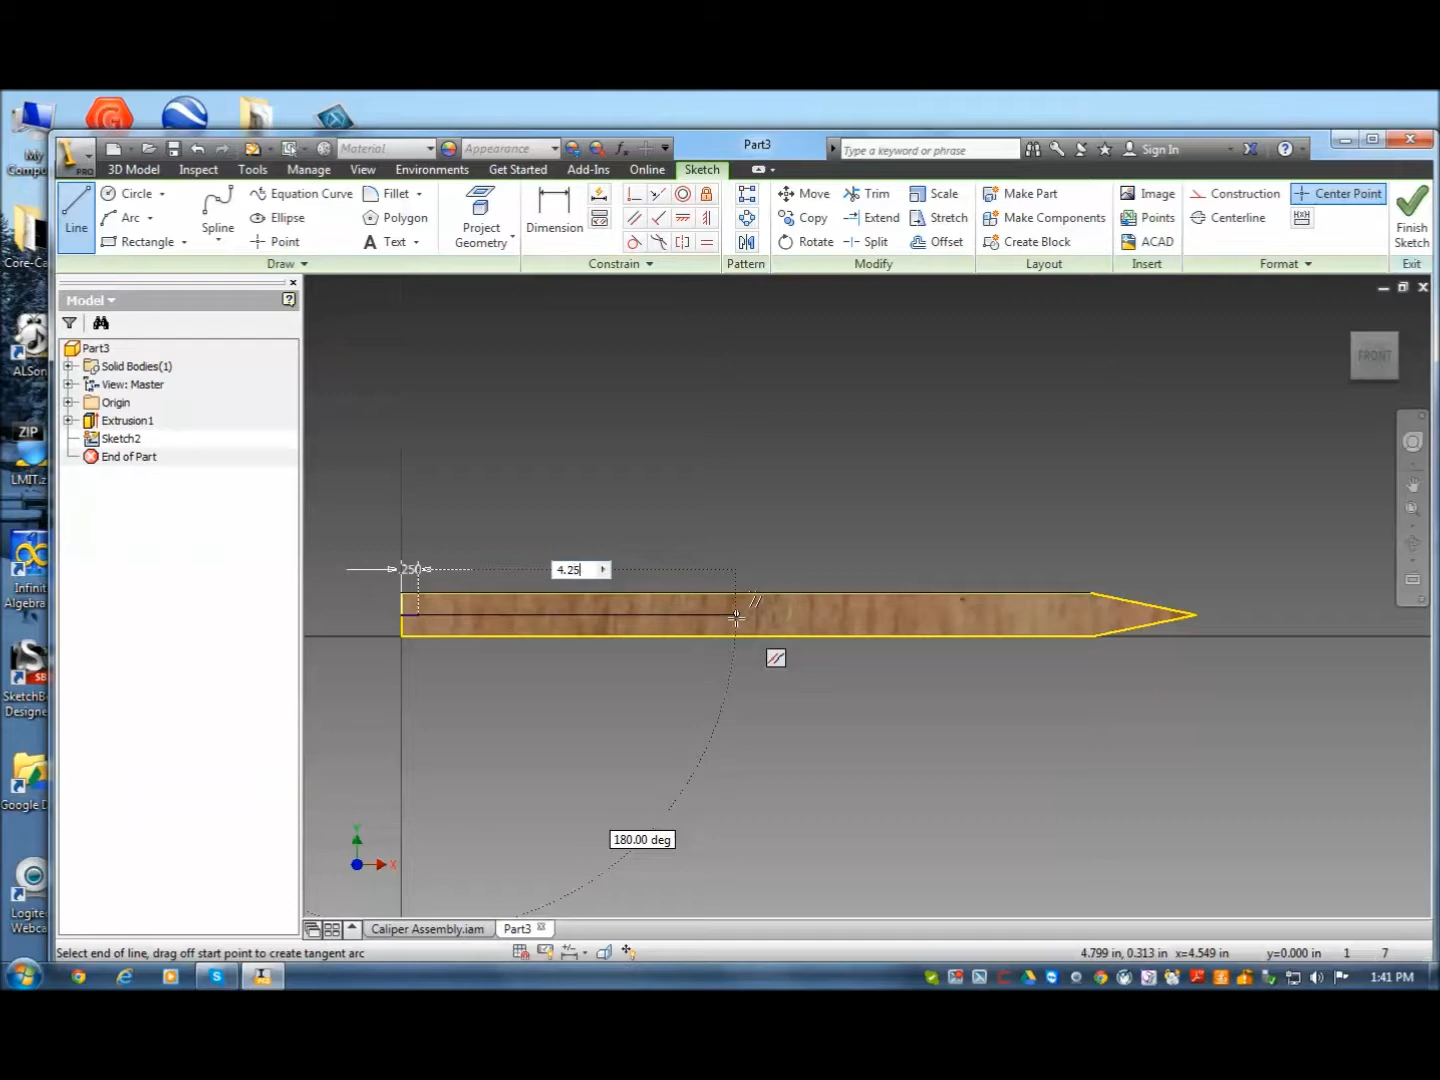 My
Compu
Core-Ca
ALSon
ZIP
LMIT.z
Infinit
Algebra
SB
SketchB
Designe
Google D
Logite
Webca
PRO
Material
Appearance
Part3
Type a keyword or phrase
Sign In
3D Model Inspect Tools Manage View Environments Get Started Add-Ins Online Sketch
Line
Circle
Arc
Rectangle
Spline
Equation Curve
Ellipse
Point
Fillet
Polygon
Text
Project
Geometry
Dimension
Move
Copy
Rotate
Trim
Extend
Split
Scale
Stretch
Offset
Make Part
Make Components
Create Block
Image
Points
ACAD
Construction
Centerline
Center Point
Finish
Sketch
Draw Constrain Pattern Modify Layout Insert Format Exit
Model
Part3
Solid Bodies(1)
View: Master
Origin
Extrusion1
Sketch2
End of Part
FRONT
.250
4.25
180.00 deg
Y
X
Caliper Assembly.iam Part3
Select end of line, drag off start point to create tangent arc
4.799 in, 0.313 in x=4.549 in y=0.000 in 1 7
1:41 PM